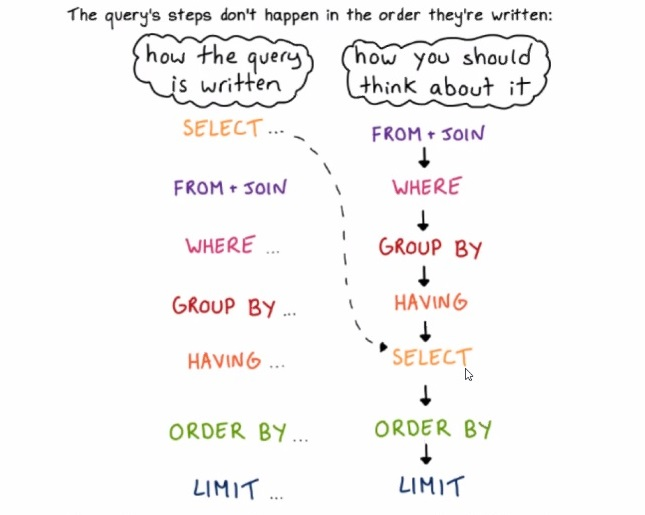 The query's steps don't happen in the order they're written:
how the query
is written
how you should
think about it
SELECT ...
FROM + JOIN
WHERE ...
GROUP BY ...
HAVING ...
ORDER BY ...
LIMIT ...
FROM + JOIN
WHERE
GROUP BY
HAVING
SELECT
ORDER BY
LIMIT